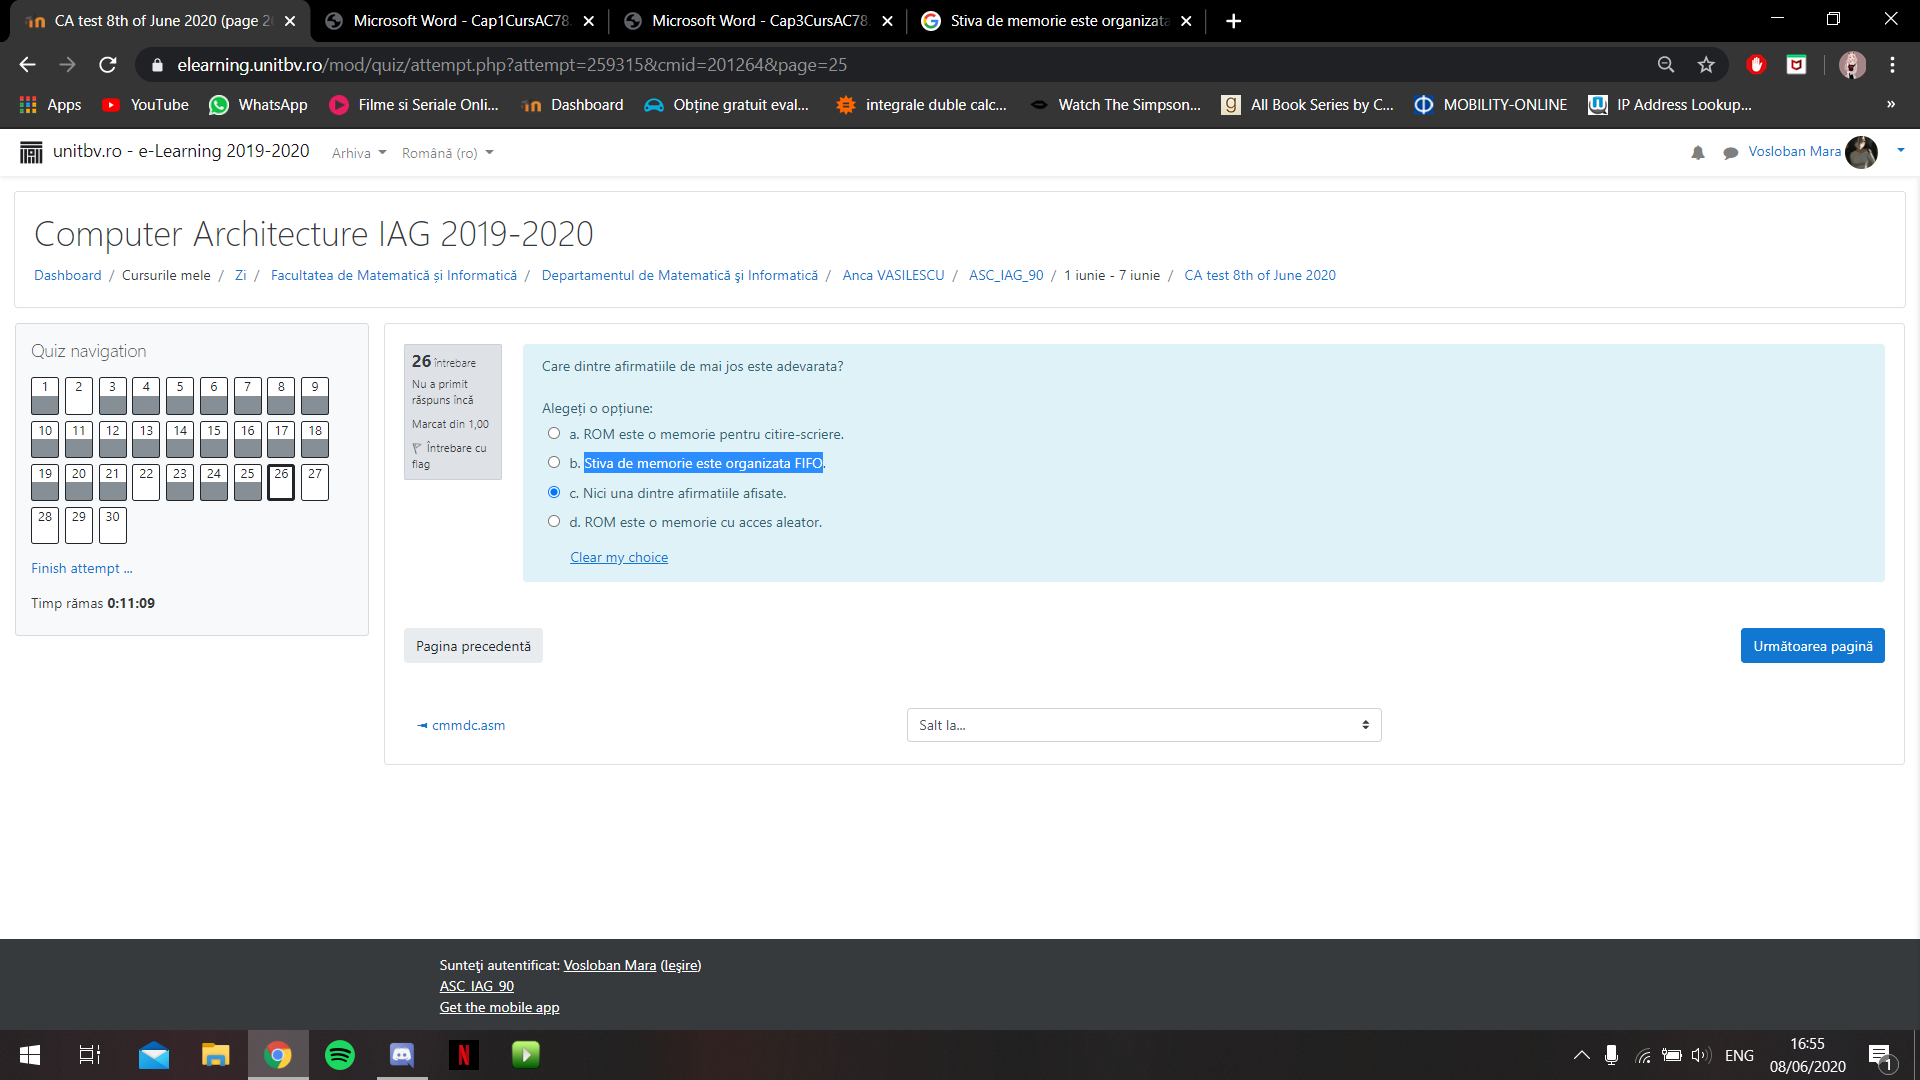 CA test 8th of June 2020 (page 2
Microsoft Word - Cap1CursAC78.
Microsoft Word - Cap3CursAC78.
Stiva de memorie este organizata
elearning.unitbv.ro/mod/quiz/attempt.php?attempt=259315&cmid=201264&page=25
Apps YouTube WhatsApp Filme si Seriale Onli... Dashboard Obține gratuit eval... integrale duble calc... Watch The Simpson... All Book Series by C... MOBILITY-ONLINE IP Address Lookup... »
unitbv.ro - e-Learning 2019-2020 Arhiva Română (ro) Vosloban Mara
Computer Architecture IAG 2019-2020
Dashboard / Cursurile mele / Zi / Facultatea de Matematică și Informatică / Departamentul de Matematică şi Informatică / Anca VASILESCU / ASC_IAG_90 / 1 iunie - 7 iunie / CA test 8th of June 2020
Quiz navigation
1 2 3 4 5 6 7 8 9
10 11 12 13 14 15 16 17 18
19 20 21 22 23 24 25 26 27
28 29 30
Finish attempt ...
Timp rămas 0:11:09
26 întrebare
Nu a primit
răspuns încă
Marcat din 1,00
Întrebare cu
flag
Care dintre afirmatiile de mai jos este adevarata?
Alegeți o opțiune:
a. ROM este o memorie pentru citire-scriere.
b. Stiva de memorie este organizata FIFO.
c. Nici una dintre afirmatiile afisate.
d. ROM este o memorie cu acces aleator.
Clear my choice
Pagina precedentă
Următoarea pagină
◄ cmmdc.asm
Salt la...
Sunteţi autentificat: Vosloban Mara (Ieşire)
ASC_IAG_90
Get the mobile app
ENG
16:55
08/06/2020
1